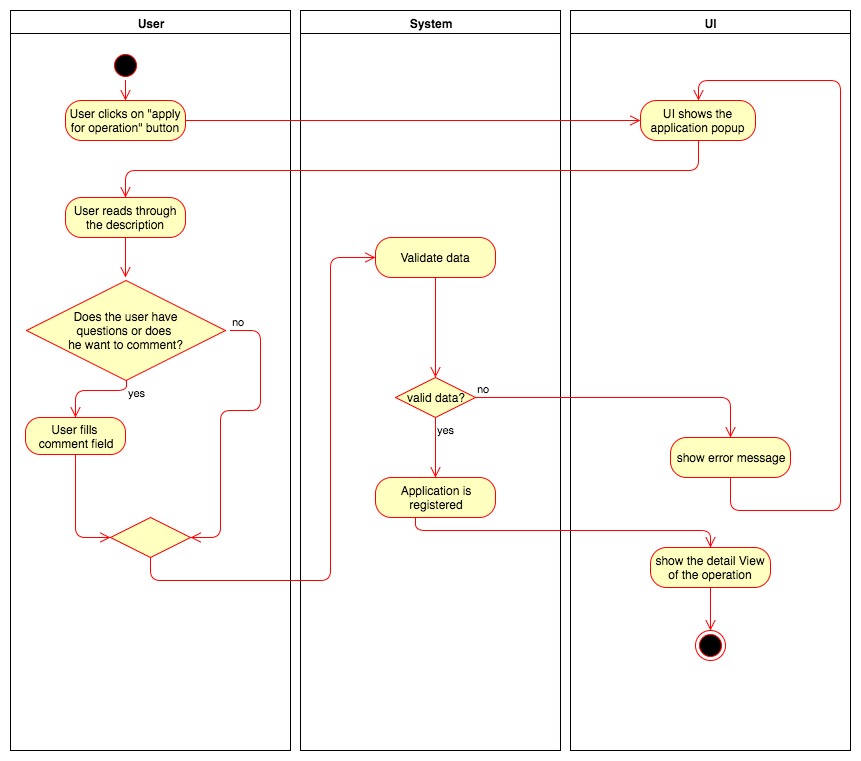 User
System
UI
User clicks on "apply
for operation" button
UI shows the
application popup
User reads through
the description
Validate data
Does the user have
questions or does
he want to comment?
no
yes
valid data?
no
yes
User fills
comment field
show error message
Application is
registered
show the detail View
of the operation